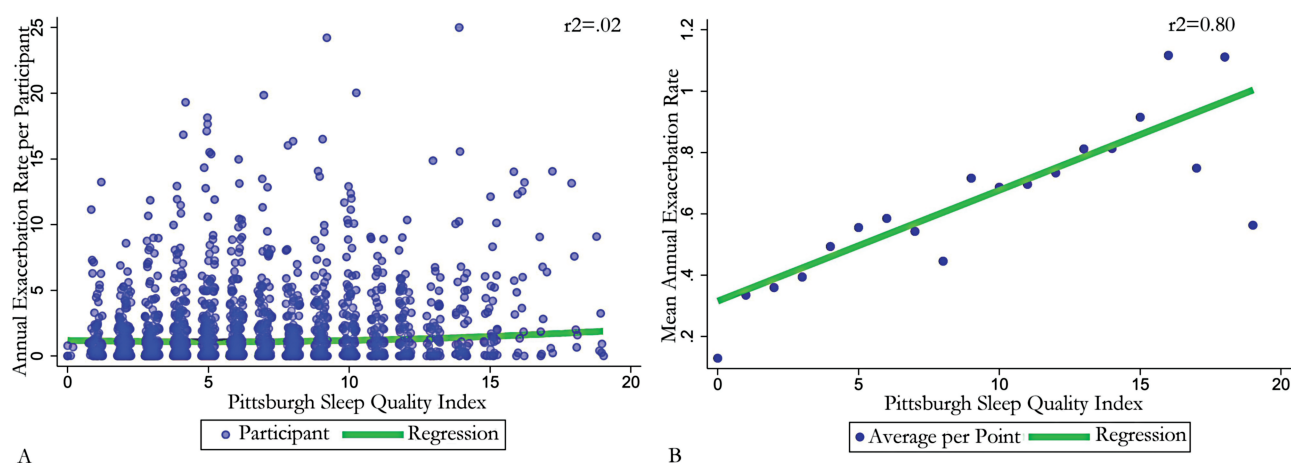 r2=.02
Annual Exacerbation Rate per Participant
25
20
15
10
5
0
0 5 10 15 20
Pittsburgh Sleep Quality Index
Participant Regression
A
r2=0.80
Mean Annual Exacerbation Rate
1.2
1
.8
.6
.4
.2
0 5 10 15 20
Pittsburgh Sleep Quality Index
Average per Point Regression
B